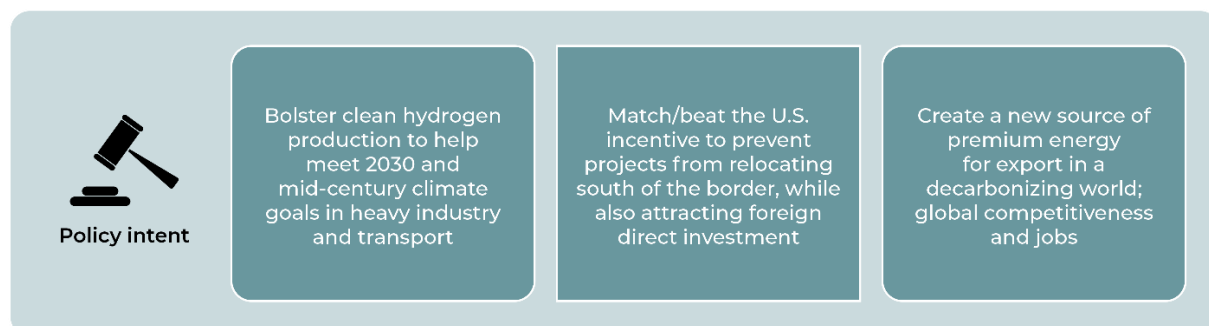 Policy intent
Bolster clean hydrogen
production to help
meet 2030 and
mid-century climate
goals in heavy industry
and transport
Match/beat the U.S.
incentive to prevent
projects from relocating
south of the border, while
also attracting foreign
direct investment
Create a new source of
premium energy
for export in a
decarbonizing world;
global competitiveness
and jobs